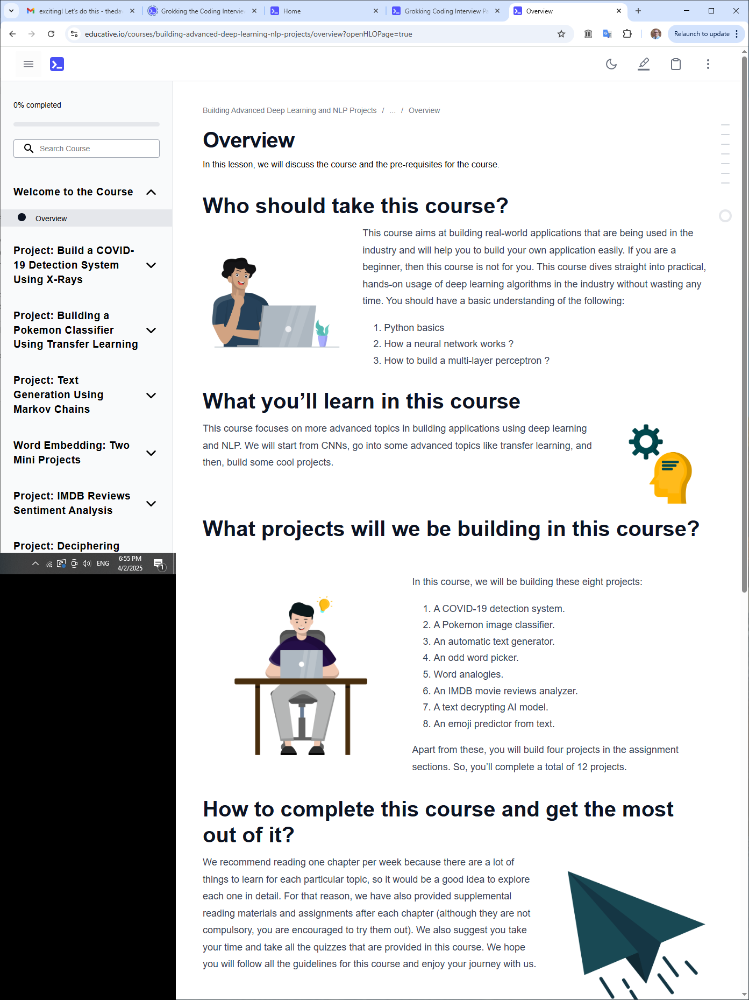 exciting! Let's do this - theda
Grokking the Coding Intervie
Home
Grokking Coding Interview Pa
Overview
educative.io/courses/building-advanced-deep-learning-nlp-projects/overview?openHLOPage=true
Relaunch to update
0% completed
Search Course
Welcome to the Course
Overview
Project: Build a COVID-
19 Detection System
Using X-Rays
Project: Building a
Pokemon Classifier
Using Transfer Learning
Project: Text
Generation Using
Markov Chains
Word Embedding: Two
Mini Projects
Project: IMDB Reviews
Sentiment Analysis
Project: Deciphering
ENG
6:55 PM
4/2/2025
1
Building Advanced Deep Learning and NLP Projects / ... / Overview
Overview
In this lesson, we will discuss the course and the pre-requisites for the course.
Who should take this course?
This course aims at building real-world applications that are being used in the
industry and will help you to build your own application easily. If you are a
beginner, then this course is not for you. This course dives straight into practical,
hands-on usage of deep learning algorithms in the industry without wasting any
time. You should have a basic understanding of the following:
1. Python basics
2. How a neural network works ?
3. How to build a multi-layer perceptron ?
What you’ll learn in this course
This course focuses on more advanced topics in building applications using deep learning
and NLP. We will start from CNNs, go into some advanced topics like transfer learning, and
then, build some cool projects.
What projects will we be building in this course?
In this course, we will be building these eight projects:
1. A COVID-19 detection system.
2. A Pokemon image classifier.
3. An automatic text generator.
4. An odd word picker.
5. Word analogies.
6. An IMDB movie reviews analyzer.
7. A text decrypting AI model.
8. An emoji predictor from text.
Apart from these, you will build four projects in the assignment
sections. So, you’ll complete a total of 12 projects.
How to complete this course and get the most
out of it?
We recommend reading one chapter per week because there are a lot of
things to learn for each particular topic, so it would be a good idea to explore
each one in detail. For that reason, we have also provided supplemental
reading materials and assignments after each chapter (although they are not
compulsory, you are encouraged to try them out). We also suggest you take
your time and take all the quizzes that are provided in this course. We hope
you will follow all the guidelines for this course and enjoy your journey with us.